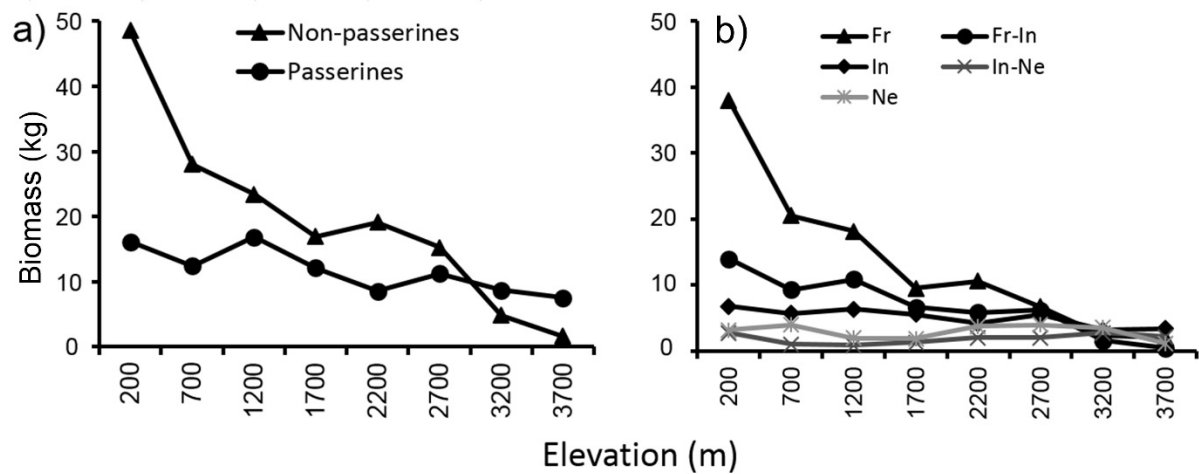 a)
Non-passerines
Passerines
Biomass (kg)
50
40
30
20
10
0
200 700 1200 1700 2200 2700 3200 3700
b)
Fr Fr-In
In In-Ne
Ne
50
40
30
20
10
0
200 700 1200 1700 2200 2700 3200 3700
Elevation (m)